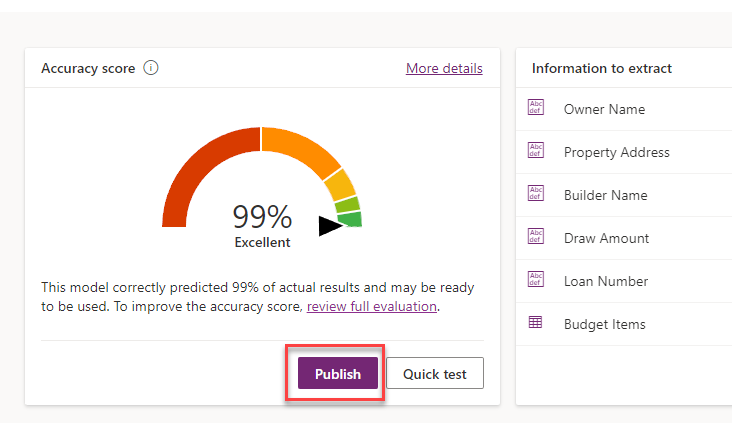 Accuracy score
More details
99%
Excellent
This model correctly predicted 99% of actual results and may be ready
to be used. To improve the accuracy score, review full evaluation.
Publish
Quick test
Information to extract
Abc
def
Owner Name
Abc
def
Property Address
Abc
def
Builder Name
Abc
def
Draw Amount
Abc
def
Loan Number
Budget Items